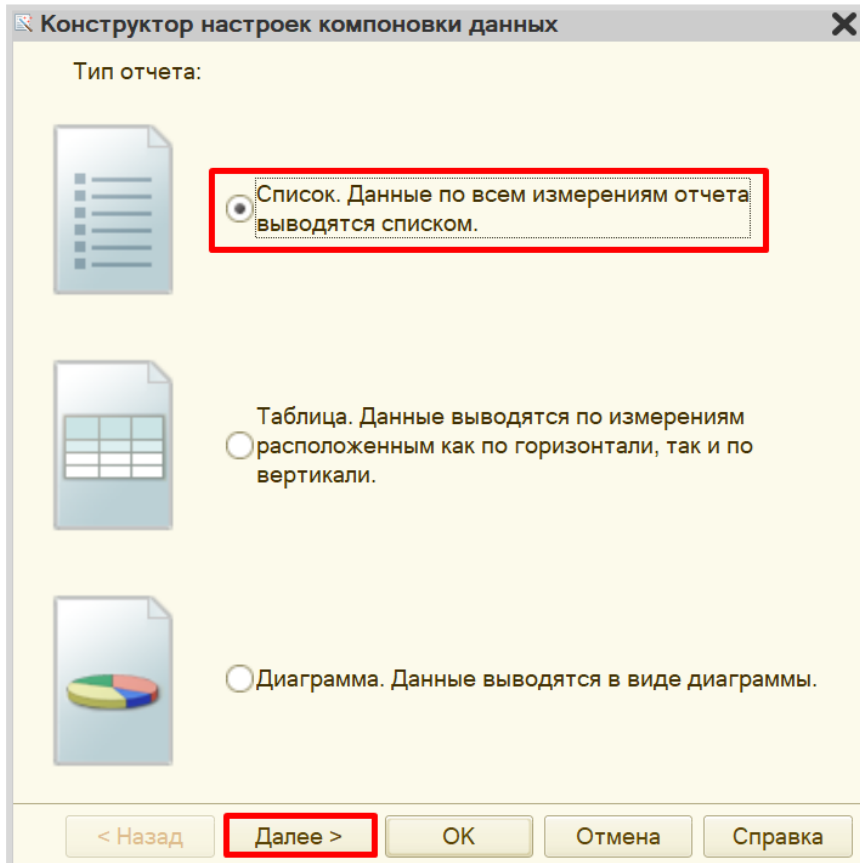 Конструктор настроек компоновки данных
Тип отчета:
Список. Данные по всем измерениям отчета
выводятся списком.
Таблица. Данные выводятся по измерениям
расположенным как по горизонтали, так и по
вертикали.
Диаграмма. Данные выводятся в виде диаграммы.
< Назад Далее > OK Отмена Справка